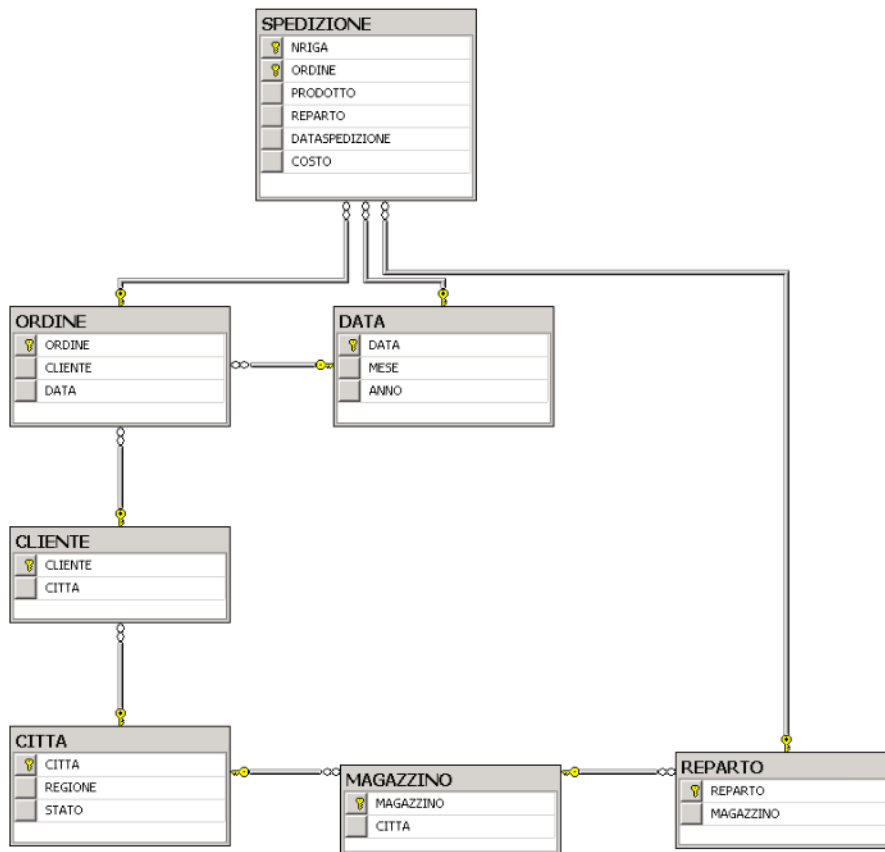 SPEDIZIONE
NRIGA
ORDINE
PRODOTTO
REPARTO
DATASPEDIZIONE
COSTO
ORDINE
ORDINE
CLIENTE
DATA
DATA
DATA
MESE
ANNO
CLIENTE
CLIENTE
CITTA
CITTA
CITTA
REGIONE
STATO
MAGAZZINO
MAGAZZINO
CITTA
REPARTO
REPARTO
MAGAZZINO